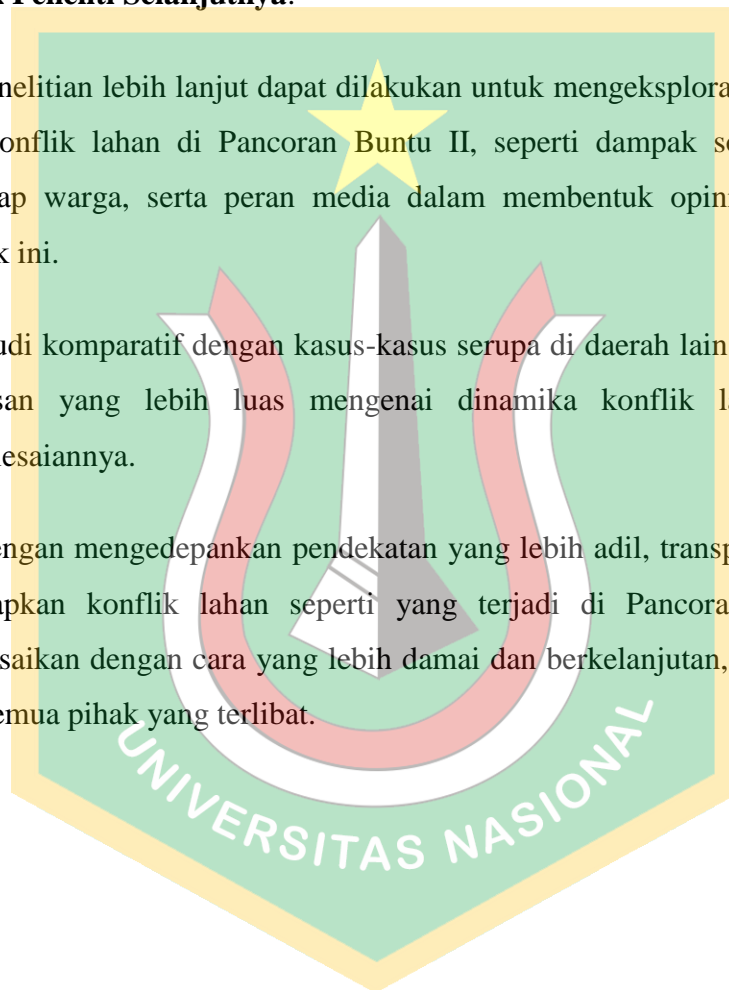 Peneliti Selanjutnya:
nelitian lebih lanjut dapat dilakukan untuk mengeksplora
onflik lahan di Pancoran Buntu II, seperti dampak so
ap warga, serta peran media dalam membentuk opin
k ini.
udi komparatif dengan kasus-kasus serupa di daerah lain
san yang lebih luas mengenai dinamika konflik la
esaiannya.
engan mengedepankan pendekatan yang lebih adil, transp
apkan konflik lahan seperti yang terjadi di Pancora
saikan dengan cara yang lebih damai dan berkelanjutan,
emua pihak yang terlibat.
UNIVERSITAS NASIONAL